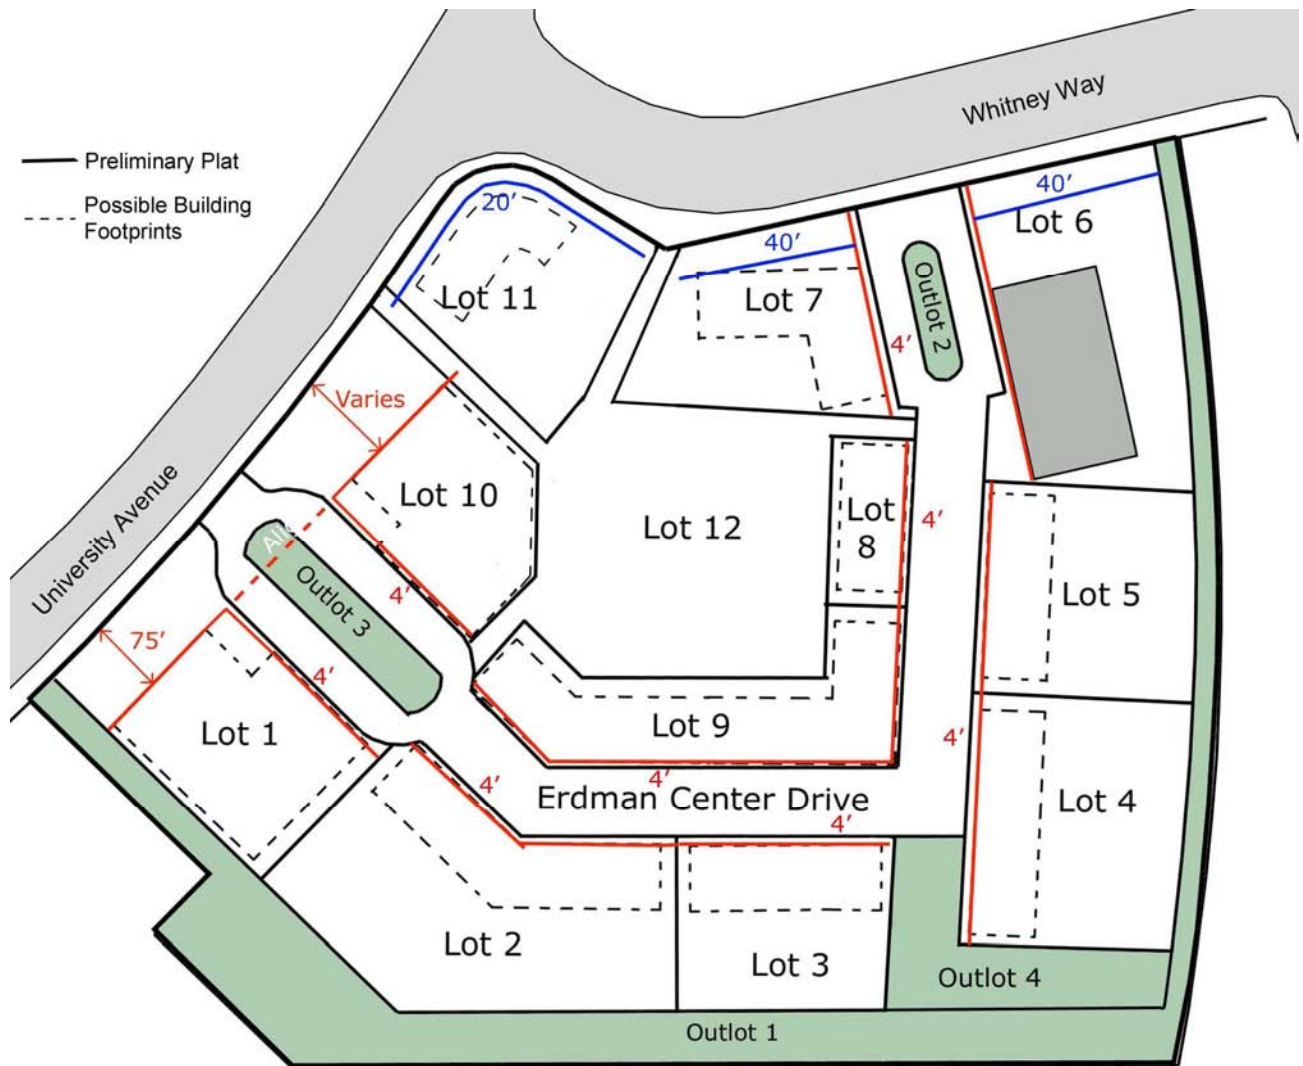 Whitney Way
Preliminary Plat
Possible Building
Footprints
20'
40'
40'
Lot 6
Lot 11
Lot 7
Outlot 2
4'
Varies
Lot 10
Lot 12
Lot
8
4'
University Avenue
Outlot 3
4'
Lot 5
75'
4'
Lot 1
Lot 9
4'
4'
4'
Erdman Center Drive
4'
Lot 4
Lot 2
Lot 3
Outlot 4
Outlot 1